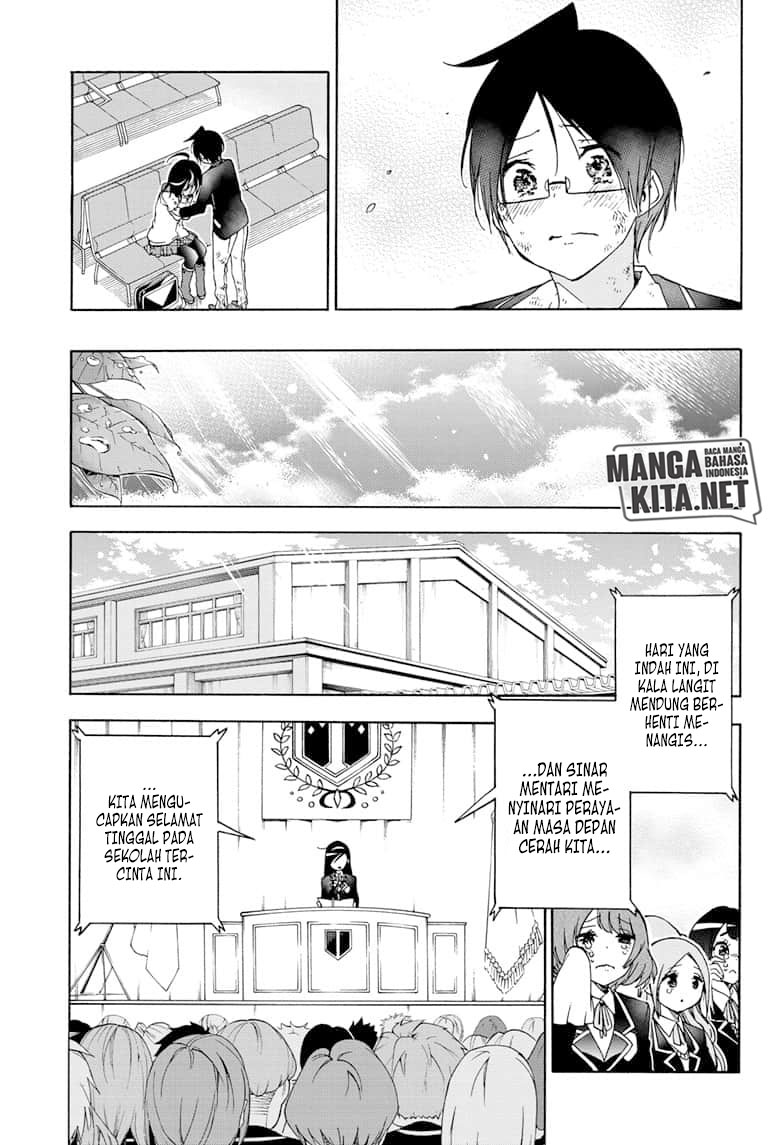 MANGA
KITA.NET
BACA MANGA
BAHASA
INDONESIA
HARI YANG
INDAH INI, DI
KALA LANGIT
MENDUNG BER-
HENTI ME-
NANGIS...
...DAN SINAR
MENTARI ME-
NYINARI PERAYA-
AN MASA DEPAN
CERAH KITA...
...
KITA MENGU-
CAPKAN SELAMAT
TINGGAL PADA
SEKOLAH TER-
CINTA INI.